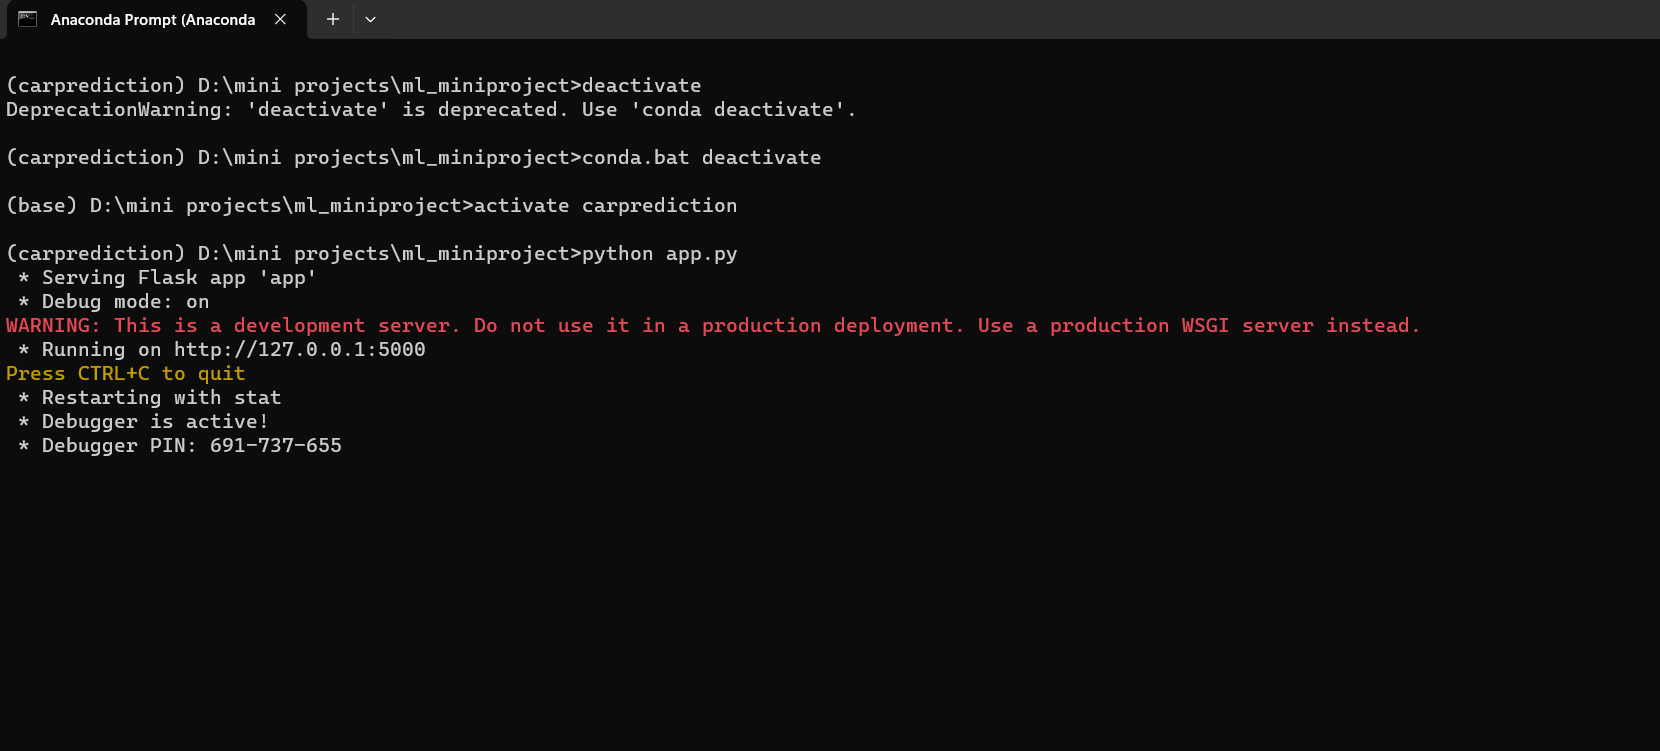 Anaconda Prompt (Anaconda
(carprediction) D:\mini projects\ml_miniproject>deactivate
DeprecationWarning: 'deactivate' is deprecated. Use 'conda deactivate'.
(carprediction) D:\mini projects\ml_miniproject>conda.bat deactivate
(base) D:\mini projects\ml_miniproject>activate carprediction
(carprediction) D:\mini projects\ml_miniproject>python app.py
 * Serving Flask app 'app'
 * Debug mode: on
WARNING: This is a development server. Do not use it in a production deployment. Use a production WSGI server instead.
 * Running on http://127.0.0.1:5000
Press CTRL+C to quit
 * Restarting with stat
 * Debugger is active!
 * Debugger PIN: 691-737-655